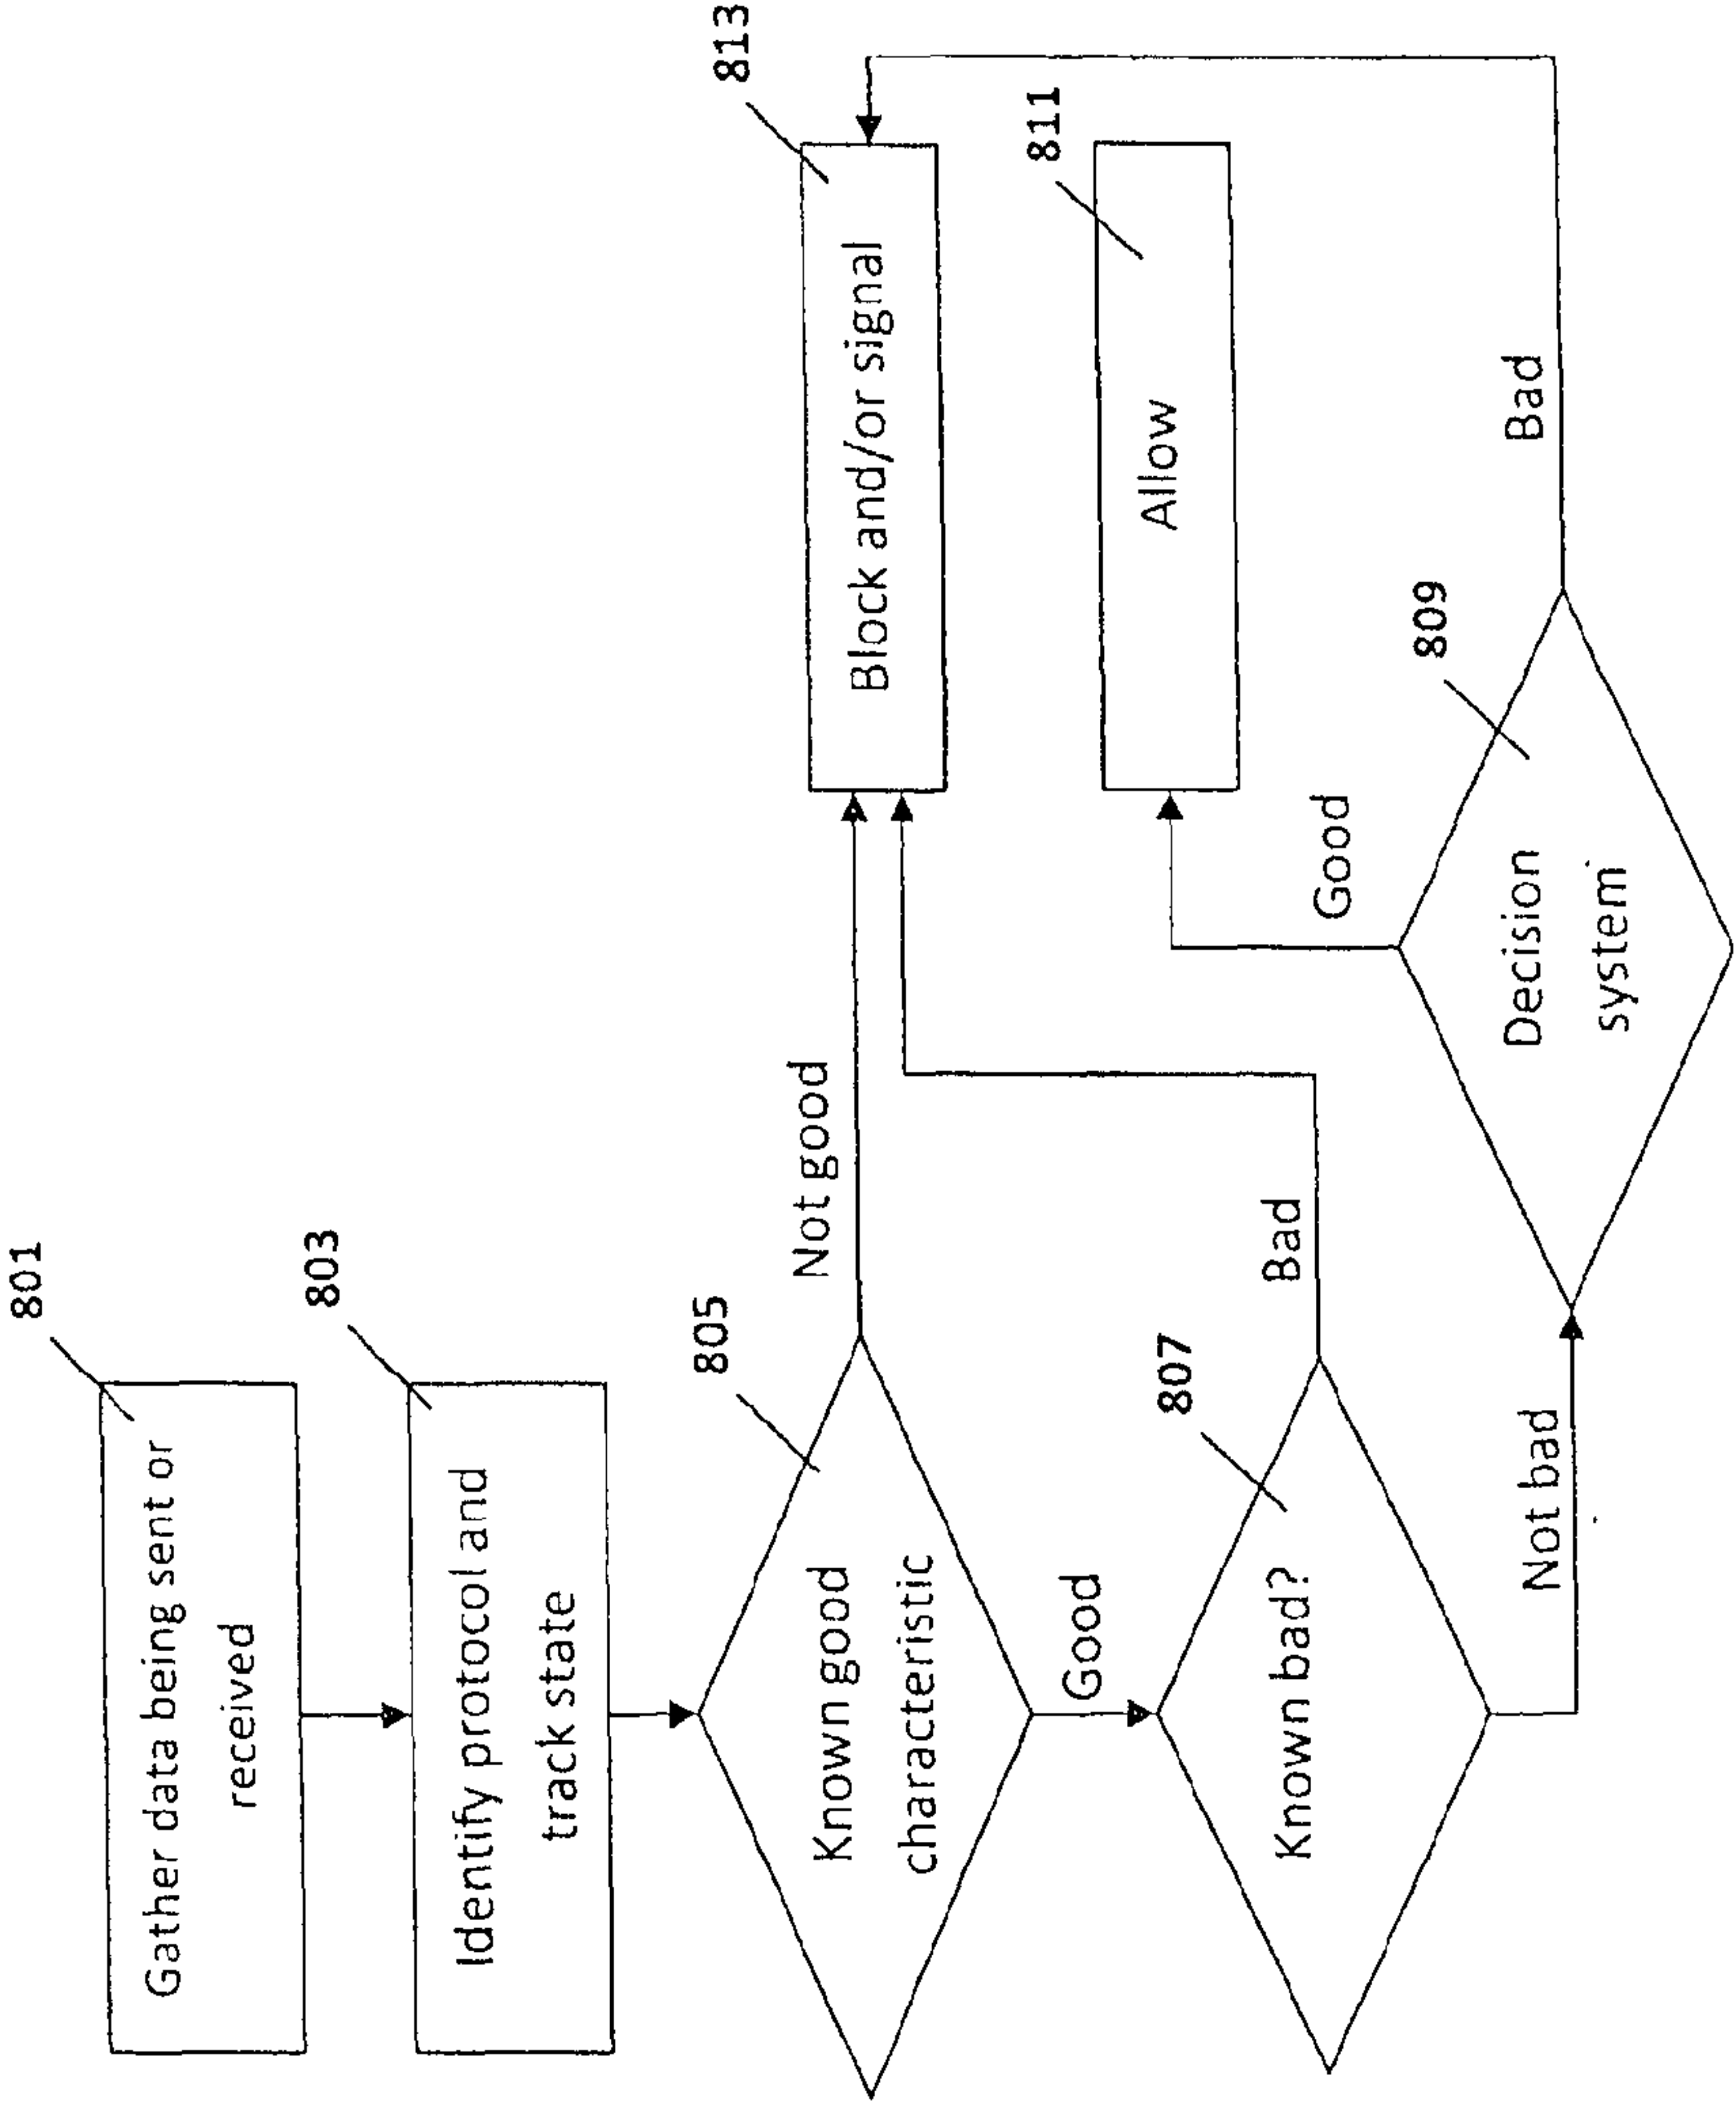 801
Gather data being sent or
received
803
Identify protocol and
track state
805
Known good
characteristic
Not good
813
Block and/or signal
Good
807
Known bad?
Bad
811
Allow
Not bad
809
Decision
system
Good
Bad